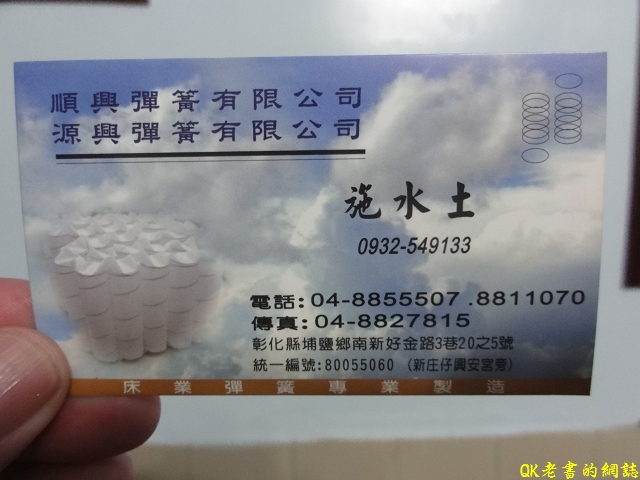 順興彈簧有限公司
源興彈簧有限公司
施水土
0932-549133
電話:04-8855507.8811070
傳真:04-8827815
彰化縣埔鹽鄉南新好金路3巷20之5號
統一編號:80055060 (新庄仔興安宮旁)
床業彈簧專業製造
QK老書的網誌